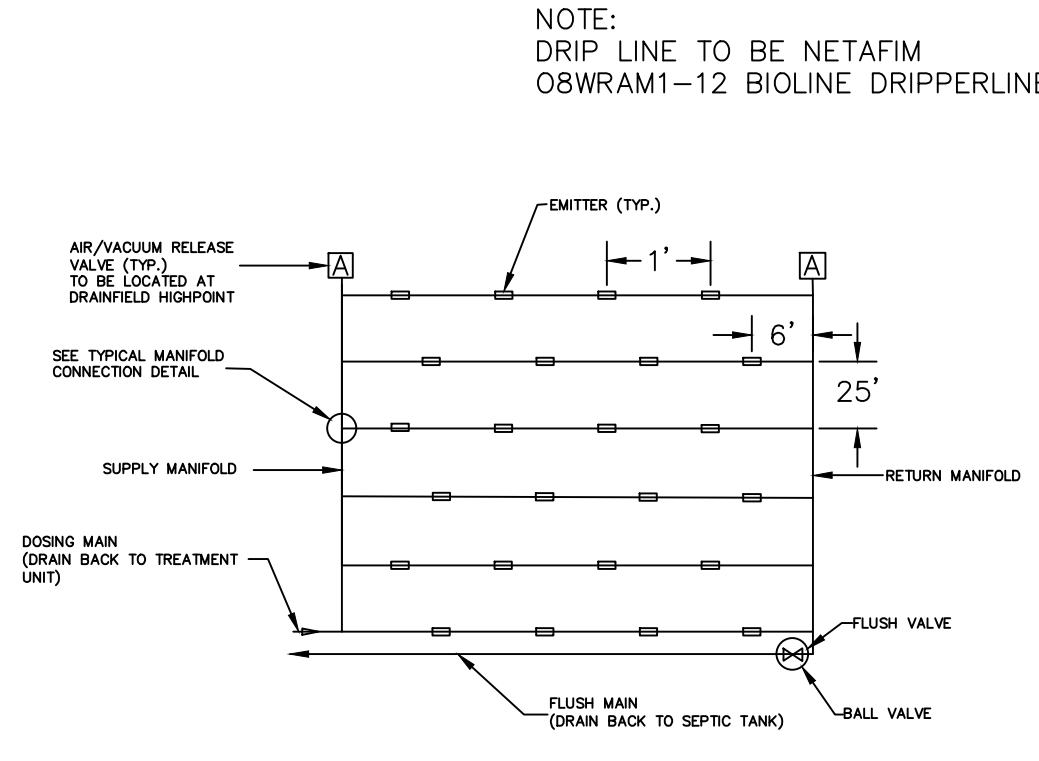 NOTE:
DRIP LINE TO BE NETAFIM
08WRAM1-12 BIOLINE DRIPPERLINE
EMITTER (TYP.)
AIR/VACUUM RELEASE
VALVE (TYP.)
TO BE LOCATED AT
DRAINFIELD HIGHPOINT
A
1'
A
6'
SEE TYPICAL MANIFOLD
CONNECTION DETAIL
25'
SUPPLY MANIFOLD
RETURN MANIFOLD
DOSING MAIN
(DRAIN BACK TO TREATMENT
UNIT)
FLUSH VALVE
FLUSH MAIN
(DRAIN BACK TO SEPTIC TANK)
BALL VALVE